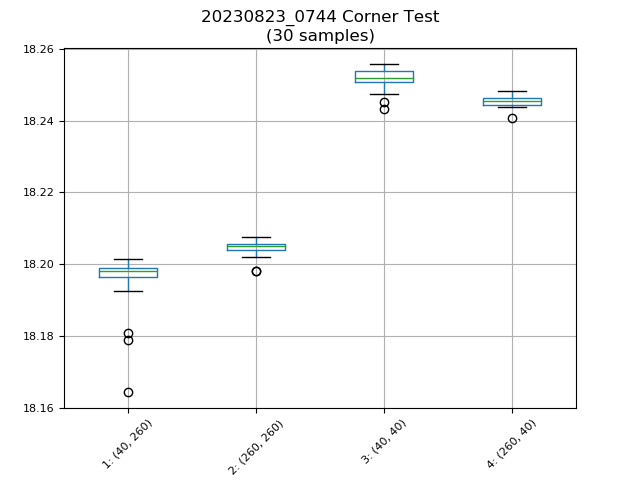 20230823_0744 Corner Test
(30 samples)
18.26
18.24
18.22
18.20
18.18
18.16
1: (40, 260)
2: (260, 260)
3: (40, 40)
4: (260, 40)